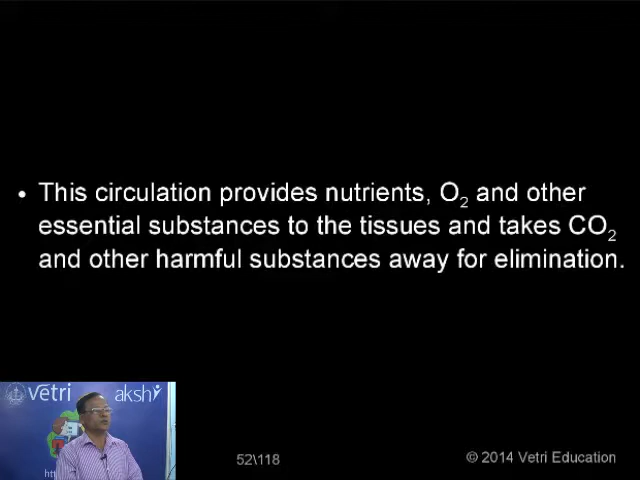 • This circulation provides nutrients, O₂ and other
essential substances to the tissues and takes CO₂
and other harmful substances away for elimination.
vetri
aksh
52\118
© 2014 Vetri Education